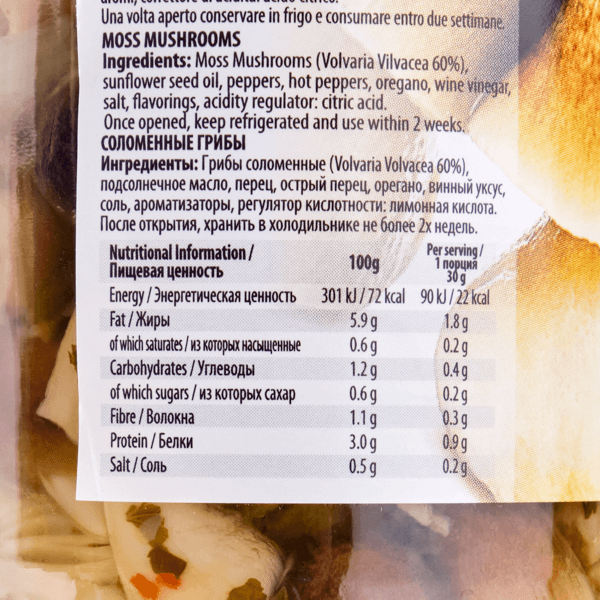 Una volta aperto conservare in frigo e consumare entro due settimane.
MOSS MUSHROOMS
Ingredients: Moss Mushrooms (Volvaria Vilvacea 60%),
sunflower seed oil, peppers, hot peppers, oregano, wine vinegar,
salt, flavorings, acidity regulator: citric acid.
Once opened, keep refrigerated and use within 2 weeks.
СОЛОМЕННЫЕ ГРИБЫ
Ингредиенты: Грибы соломенные (Volvaria Volvacea 60%),
подсолнечное масло, перец, острый перец, орегано, винный уксус,
соль, ароматизаторы, регулятор кислотности: лимонная кислота.
После открытия, хранить в холодильнике не более 2х недель.
Nutritional Information / Пищевая ценность 100g Per serving / 1 порция 30 g
Energy / Энергетическая ценность 301 kJ / 72 kcal 90 kJ / 22 kcal
Fat / Жиры 5.9 g 1.8 g
of which saturates / из которых насыщенные 0.6 g 0.2 g
Carbohydrates / Углеводы 1.2 g 0.4 g
of which sugars / из которых сахар 0.6 g 0.2 g
Fibre / Волокна 1.1 g 0.3 g
Protein / Белки 3.0 g 0.9 g
Salt / Соль 0.5 g 0.2 g